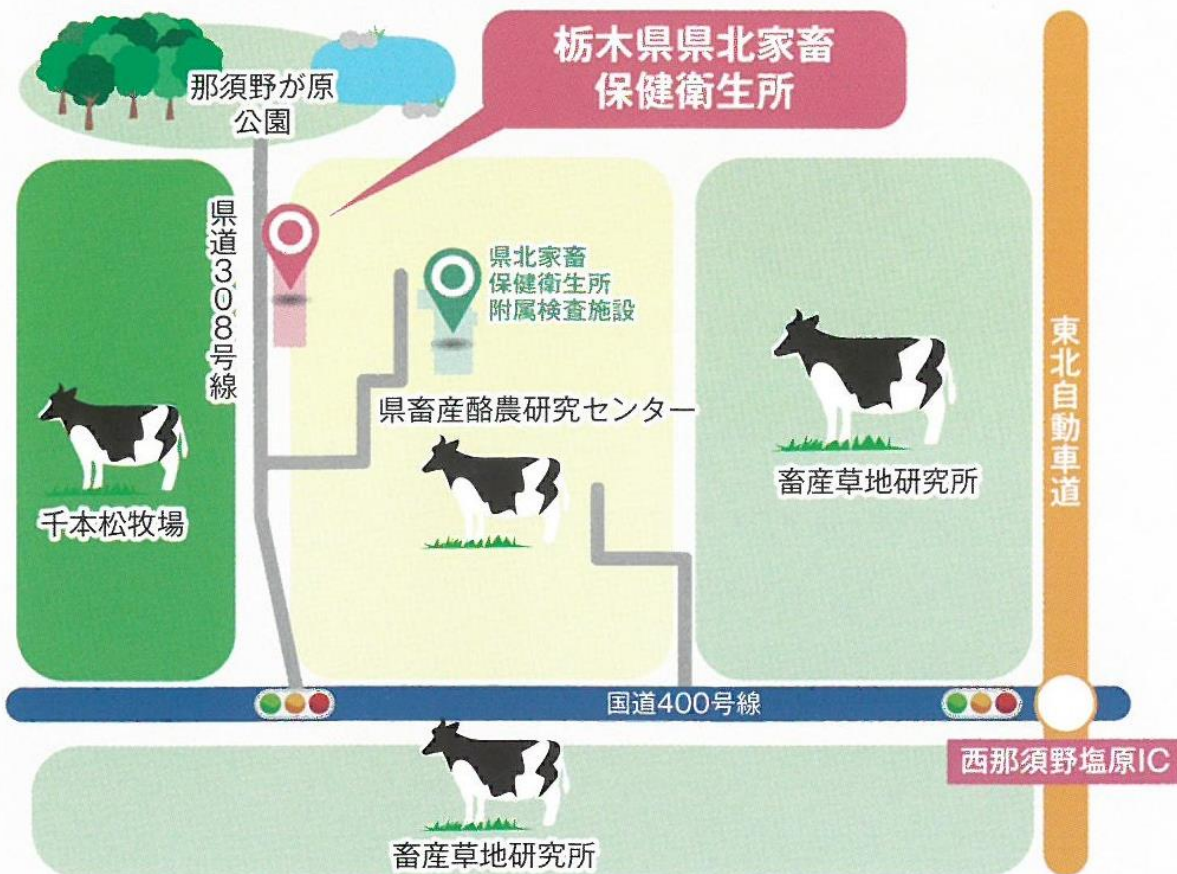 栃木県県北家畜
保健衛生所
那須野が原
公園
県道308号線
県北家畜
保健衛生所
附属検査施設
東北自動車道
県畜産酪農研究センター
畜産草地研究所
千本松牧場
国道400号線
西那須野塩原IC
畜産草地研究所